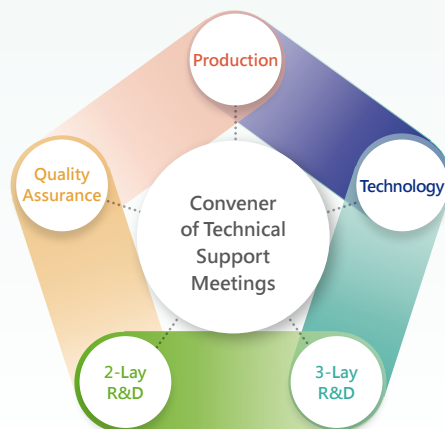 Production
Quality
Assurance
Technology
Convener
of Technical
Support
Meetings
2-Lay
R&D
3-Lay
R&D